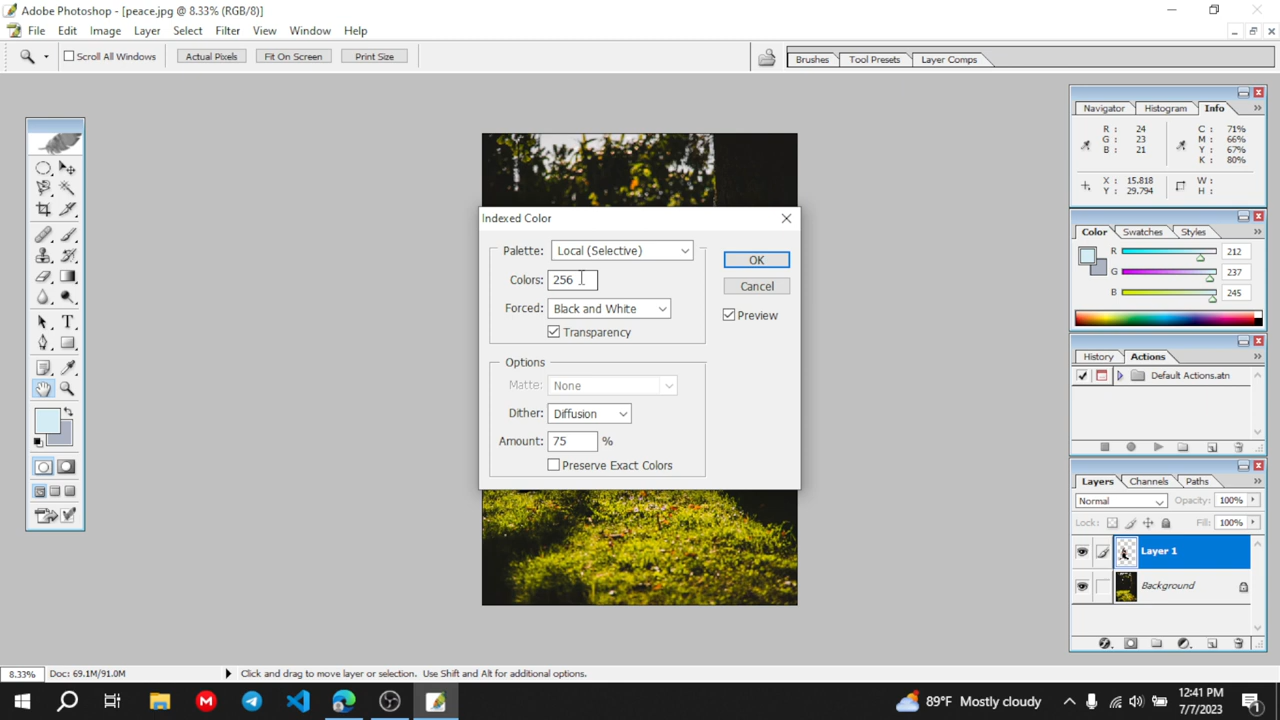 Adobe Photoshop - [peace.jpg @ 8.33% (RGB/8)]
File Edit Image Layer Select Filter View Window Help
Scroll All Windows Actual Pixels Fit On Screen Print Size Brushes Tool Presets Layer Comps
Navigator Histogram Info
R : 24 C : 71%
G : 23 M : 66%
B : 21 Y : 67%
K : 80%
X : 15.818 W :
Y : 29.794 H :
Indexed Color
Palette: Local (Selective) OK
Colors: 256 Cancel
Forced: Black and White Preview
Transparency
Options
Matte: None
Dither: Diffusion
Amount: 75 %
Preserve Exact Colors
Color Swatches Styles
R 212
G 237
B 245
History Actions
Default Actions.atn
Layers Channels Paths
Normal Opacity: 100%
Lock: Fill: 100%
Layer 1
Background
8.33% Doc: 69.1M/91.0M Click and drag to move layer or selection. Use Shift and Alt for additional options.
89°F Mostly cloudy 12:41 PM
7/7/2023